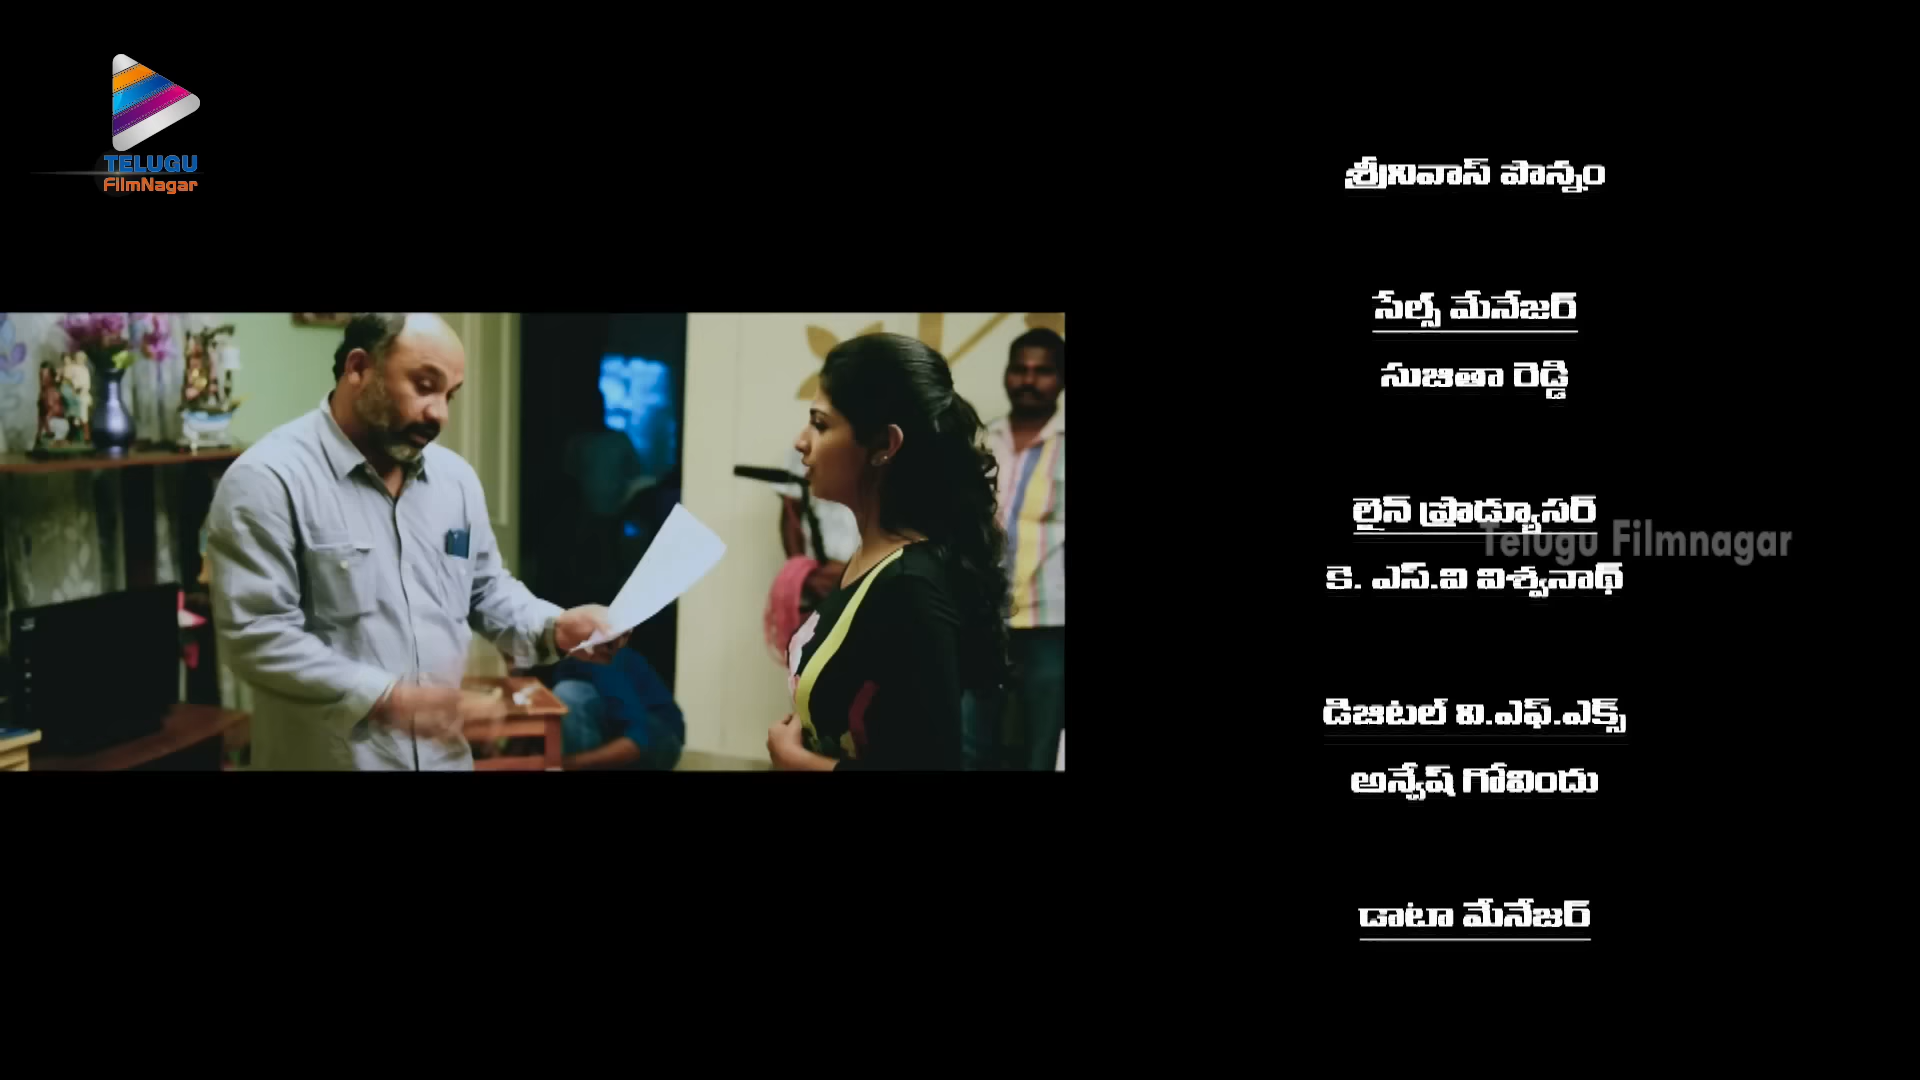 TELUGU
FilmNagar
శ్రీనివాస్ పొన్నం
సేల్స్ మేనేజర్
సుజితా రెడ్డి
లైన్ ప్రొడ్యూసర్
Telugu Filmnagar
కె. ఎస్.వి విశ్వనాథ్
డిజిటల్ వి.ఎఫ్.ఎక్స్
అన్వేష్ గోవిందు
డాటా మేనేజర్